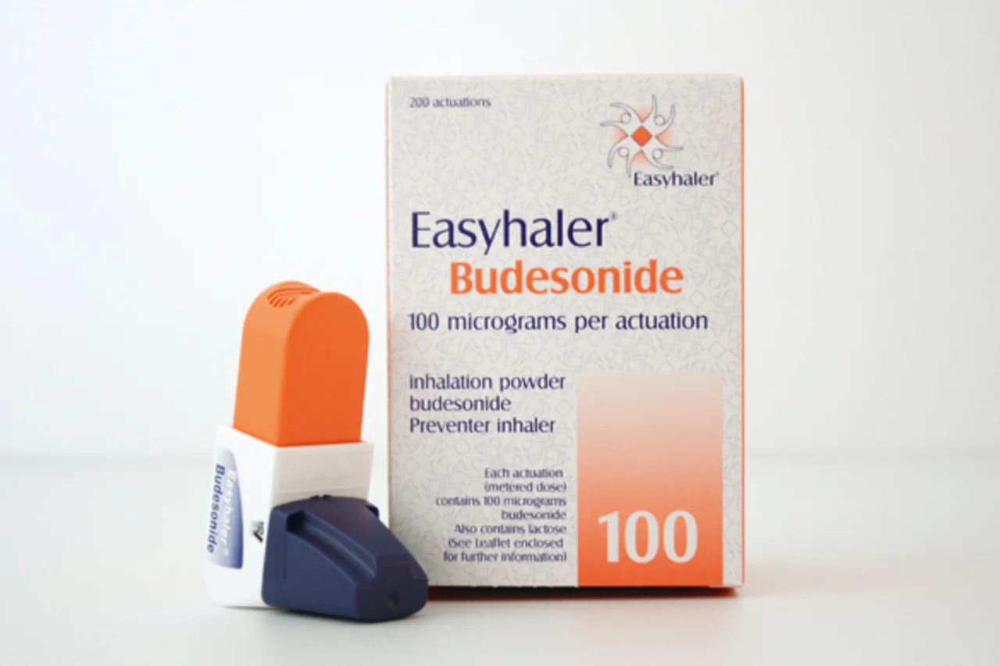 200 actuations
Easyhaler®
Easyhaler®
Budesonide
100 micrograms per actuation
inhalation powder
budesonide
Preventer inhaler
Each actuation
(metered dose)
contains 100 micrograms
budesonide
Also contains lactose
(See Leaflet enclosed
for further information)
100
Easyhaler®
Budesonide